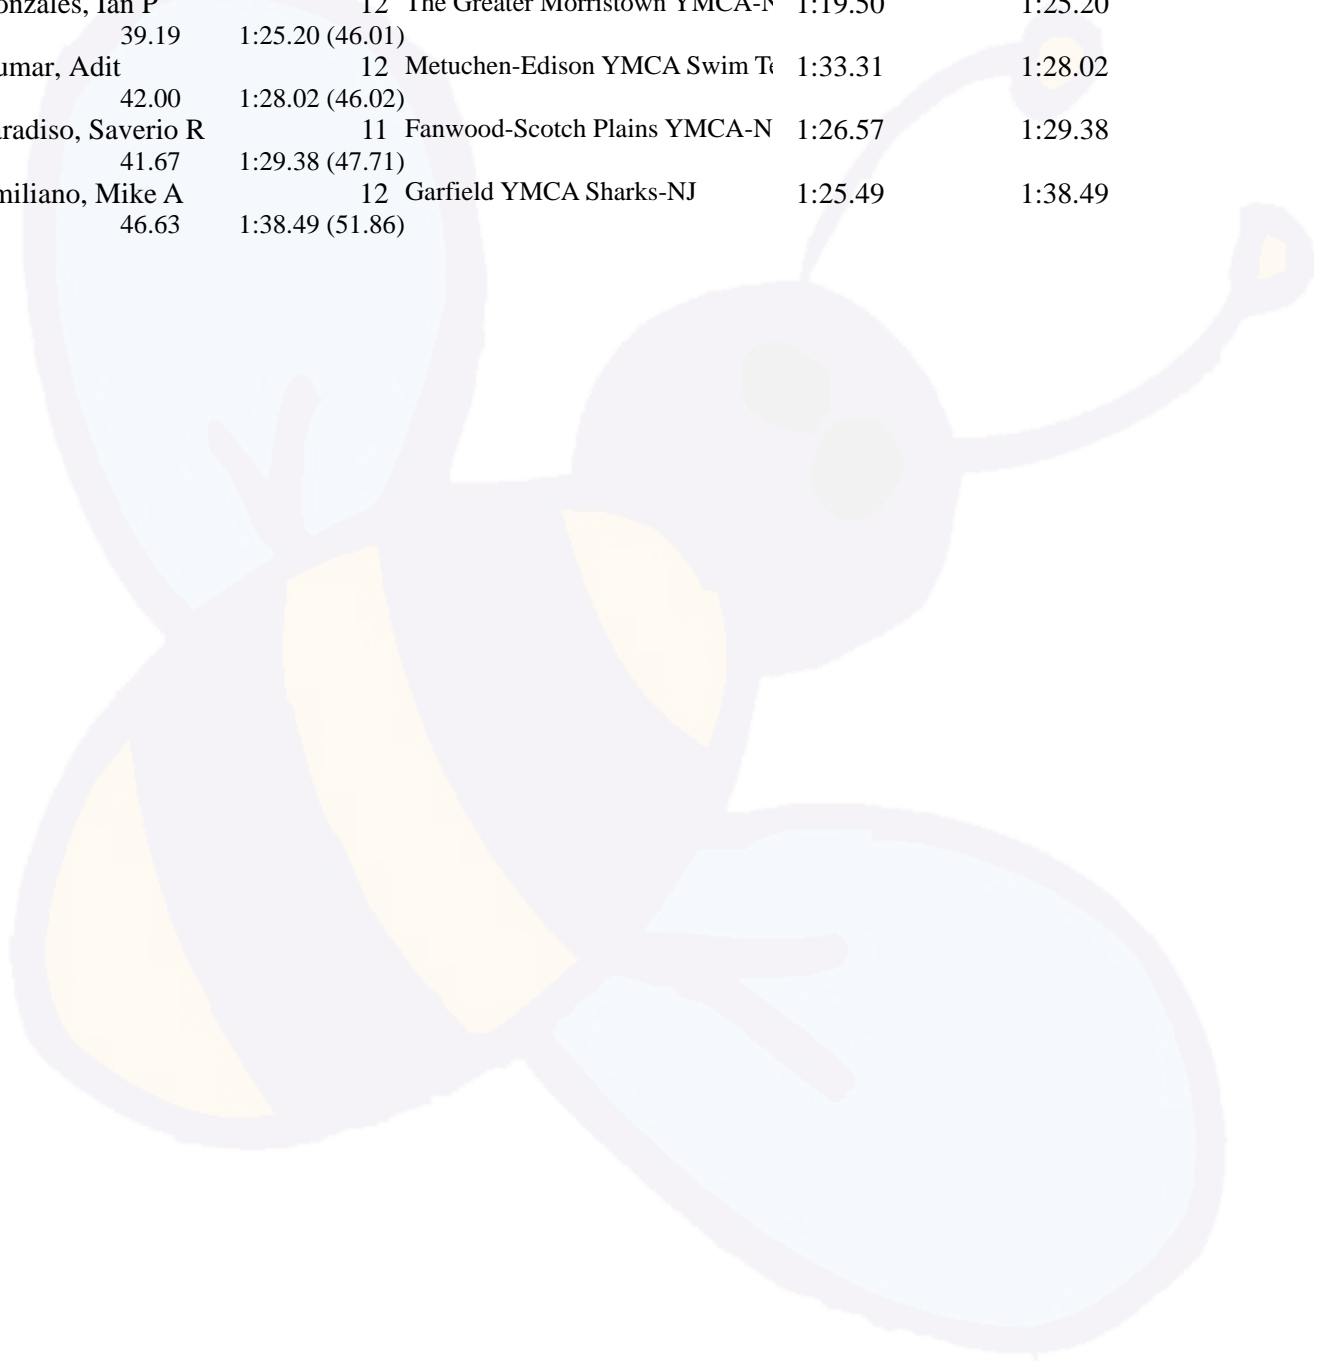 onzales, Ian P 12 The Greater Morristown YMCA-N 1:19.50 1:25.20
39.19 1:25.20 (46.01)
umar, Adit 12 Metuchen-Edison YMCA Swim Te 1:33.31 1:28.02
42.00 1:28.02 (46.02)
aradiso, Saverio R 11 Fanwood-Scotch Plains YMCA-N 1:26.57 1:29.38
41.67 1:29.38 (47.71)
miliano, Mike A 12 Garfield YMCA Sharks-NJ 1:25.49 1:38.49
46.63 1:38.49 (51.86)